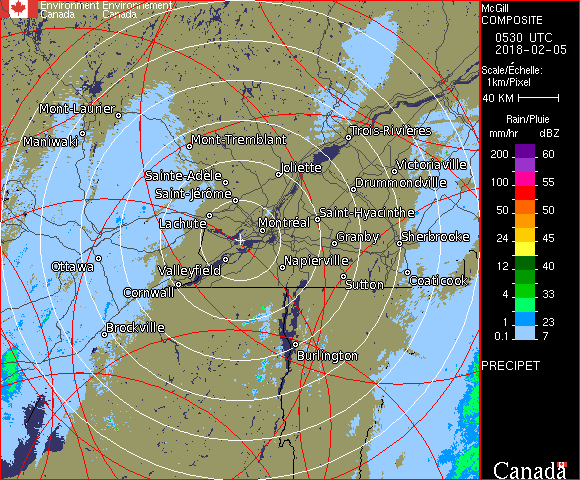 Environment Environnement
Canada Canada
McGill
COMPOSITE
0530 UTC
2018-02-05
Scale/Échelle:
1km/Pixel
40 KM
Rain/Pluie
mm/hr dBZ
200 60
100 55
50 50
24 45
12 40
4 33
1 23
0.1 7
PRECIPET
Canada
Mont-Laurier
Maniwaki
Mont-Tremblant
Trois-Rivières
Joliette
Victoriaville
Sainte-Adèle
Drummondville
Saint-Jérôme
Saint-Hyacinthe
Lachute
Montréal
Granby
Sherbrooke
Ottawa
Valleyfield
Napierville
Cornwall
Sutton
Coaticook
Brockville
Burlington